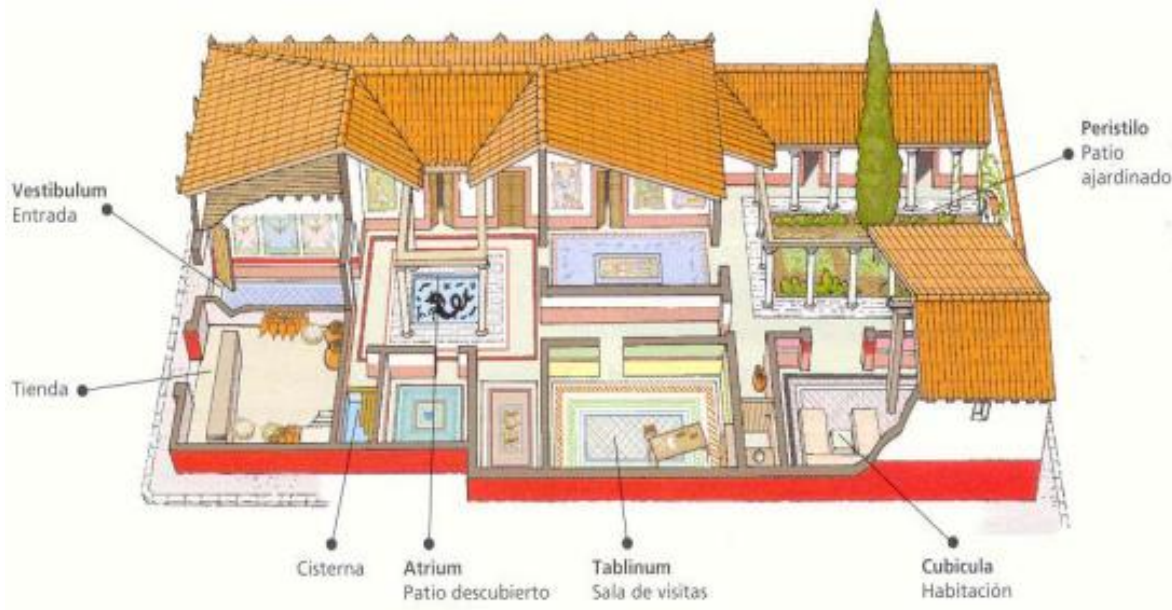 Peristilo
Patio
ajardinado
Vestibulum
Entrada
Tienda
Cisterna
Atrium
Patio descubierto
Tablinum
Sala de visitas
Cubicula
Habitación